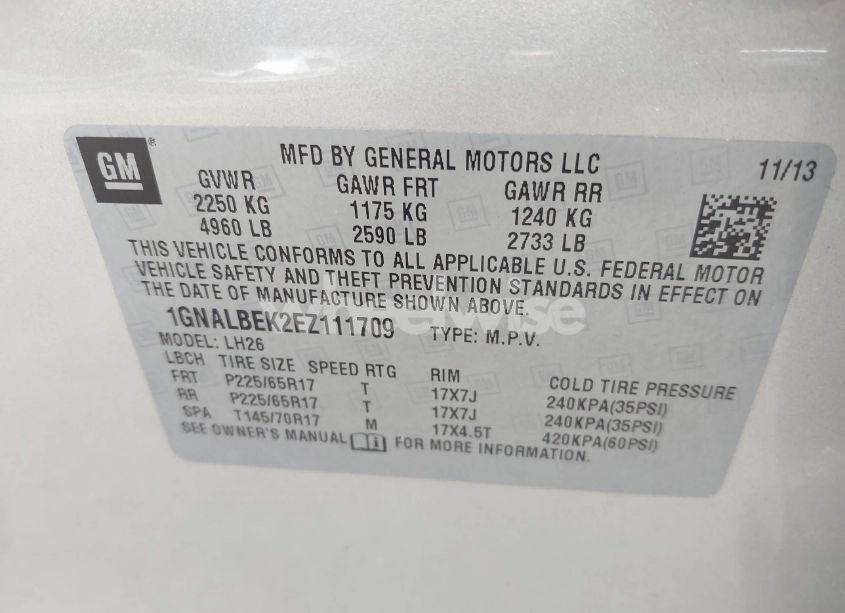 GM
MFD BY GENERAL MOTORS LLC
11/13
GVWR GAWR FRT GAWR RR
2250 KG 1175 KG 1240 KG
4960 LB 2590 LB 2733 LB
THIS VEHICLE CONFORMS TO ALL APPLICABLE U.S. FEDERAL MOTOR
VEHICLE SAFETY AND THEFT PREVENTION STANDARDS IN EFFECT ON
THE DATE OF MANUFACTURE SHOWN ABOVE.
1GNALBEK2EZ111709 TYPE: M.P.V.
MODEL: LH26
LBCH TIRE SIZE SPEED RTG RIM COLD TIRE PRESSURE
FRT P225/65R17 T 17X7J 240KPA(35PSI)
RR P225/65R17 T 17X7J 240KPA(35PSI)
SPA T145/70R17 M 17X4.5T 420KPA(60PSI)
SEE OWNER'S MANUAL FOR MORE INFORMATION.